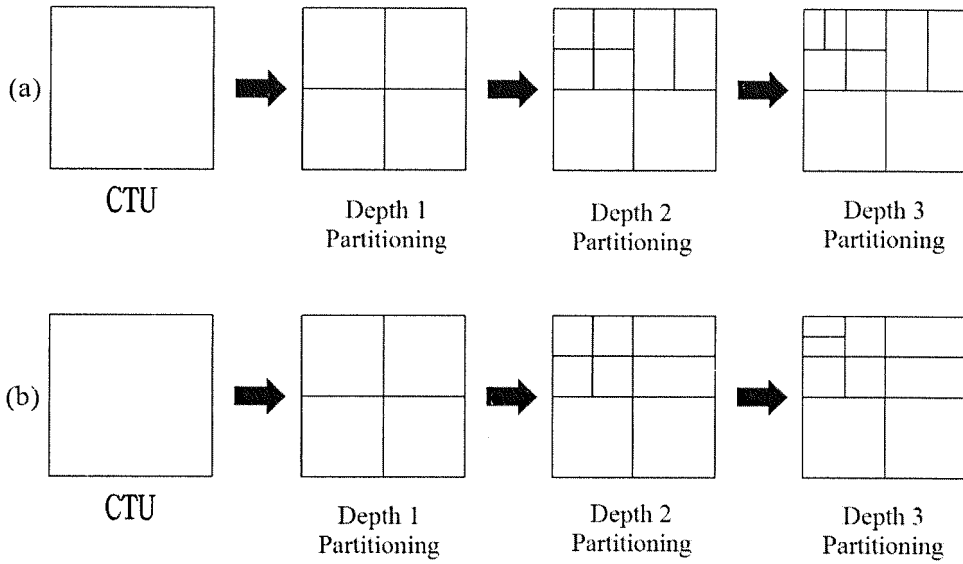 (a)
CTU
Depth 1
Partitioning
Depth 2
Partitioning
Depth 3
Partitioning
(b)
CTU
Depth 1
Partitioning
Depth 2
Partitioning
Depth 3
Partitioning